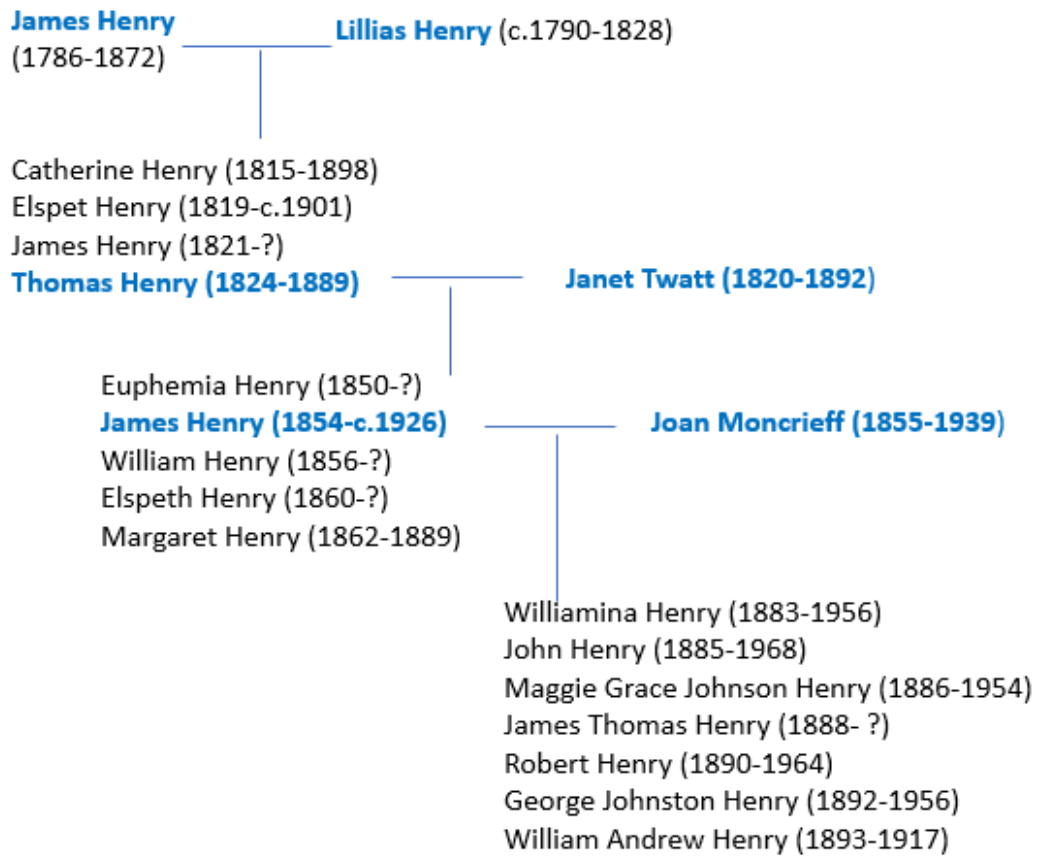 James Henry
(1786-1872)
Lillias Henry (c.1790-1828)
Catherine Henry (1815-1898)
Elspet Henry (1819-c.1901)
James Henry (1821-?)
Thomas Henry (1824-1889)
Janet Twatt (1820-1892)
Euphemia Henry (1850-?)
James Henry (1854-c.1926)
Joan Moncrieff (1855-1939)
William Henry (1856-?)
Elspeth Henry (1860-?)
Margaret Henry (1862-1889)
Williamina Henry (1883-1956)
John Henry (1885-1968)
Maggie Grace Johnson Henry (1886-1954)
James Thomas Henry (1888- ?)
Robert Henry (1890-1964)
George Johnston Henry (1892-1956)
William Andrew Henry (1893-1917)